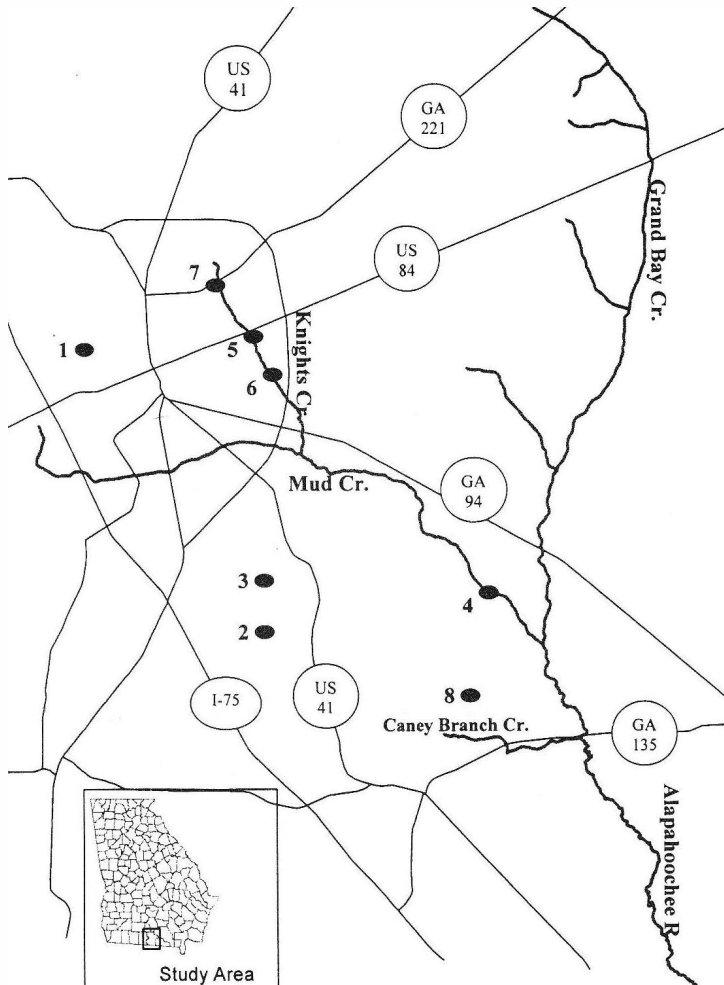 US
41
GA
221
Grand Bay Cr.
US
84
7
Knights Cr.
1
5
6
Mud Cr.
GA
94
3
4
2
I-75
US
41
8
Caney Branch Cr.
GA
135
Alapahoochee R
Study Area